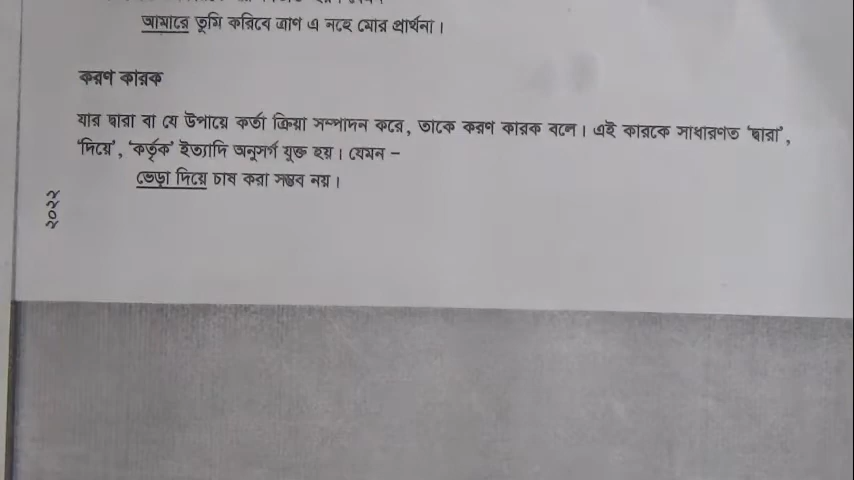 আমারে তুমি করিবে ত্রাণ এ নহে মোর প্রার্থনা।
করণ কারক
যার দ্বারা বা যে উপায়ে কর্তা ক্রিয়া সম্পাদন করে, তাকে করণ কারক বলে। এই কারকে সাধারণত ‘দ্বারা’,
‘দিয়ে’, ‘কর্তৃক’ ইত্যাদি অনুসর্গ যুক্ত হয়। যেমন –
ভেড়া দিয়ে চাষ করা সম্ভব নয়।
২০২২